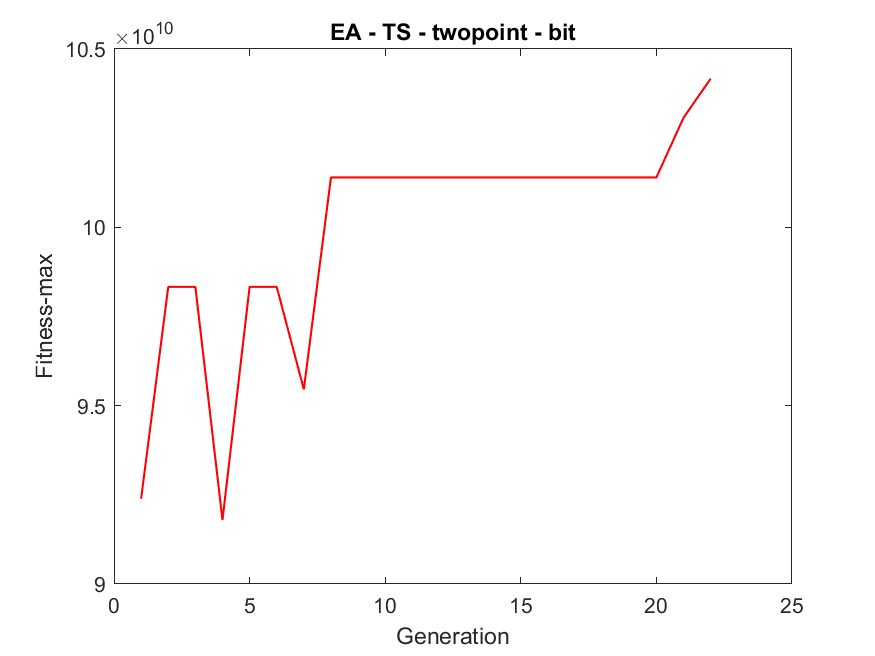 EA - TS - twopoint - bit
×10^10
10.5
10
9.5
9
Fitness-max
0 5 10 15 20 25
Generation